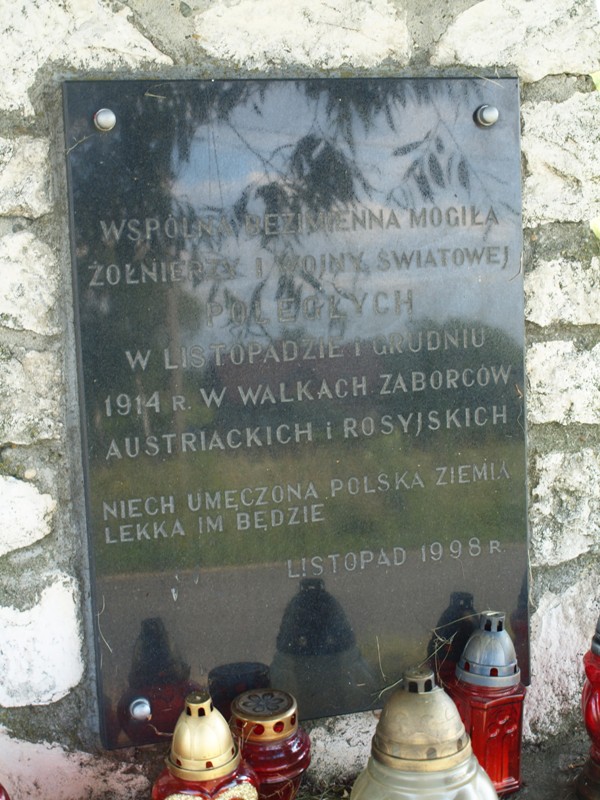 WSPÓLNA BEZIMIENNA MOGIŁA
ŻOŁNIERZY I WOJNY ŚWIATOWEJ
POLEGŁYCH
W LISTOPADZIE I GRUDNIU
1914 R. W WALKACH ZABORCÓW
AUSTRIACKICH i ROSYJSKICH
NIECH UMĘCZONA POLSKA ZIEMIA
LEKKA IM BĘDZIE
LISTOPAD 1998 R.